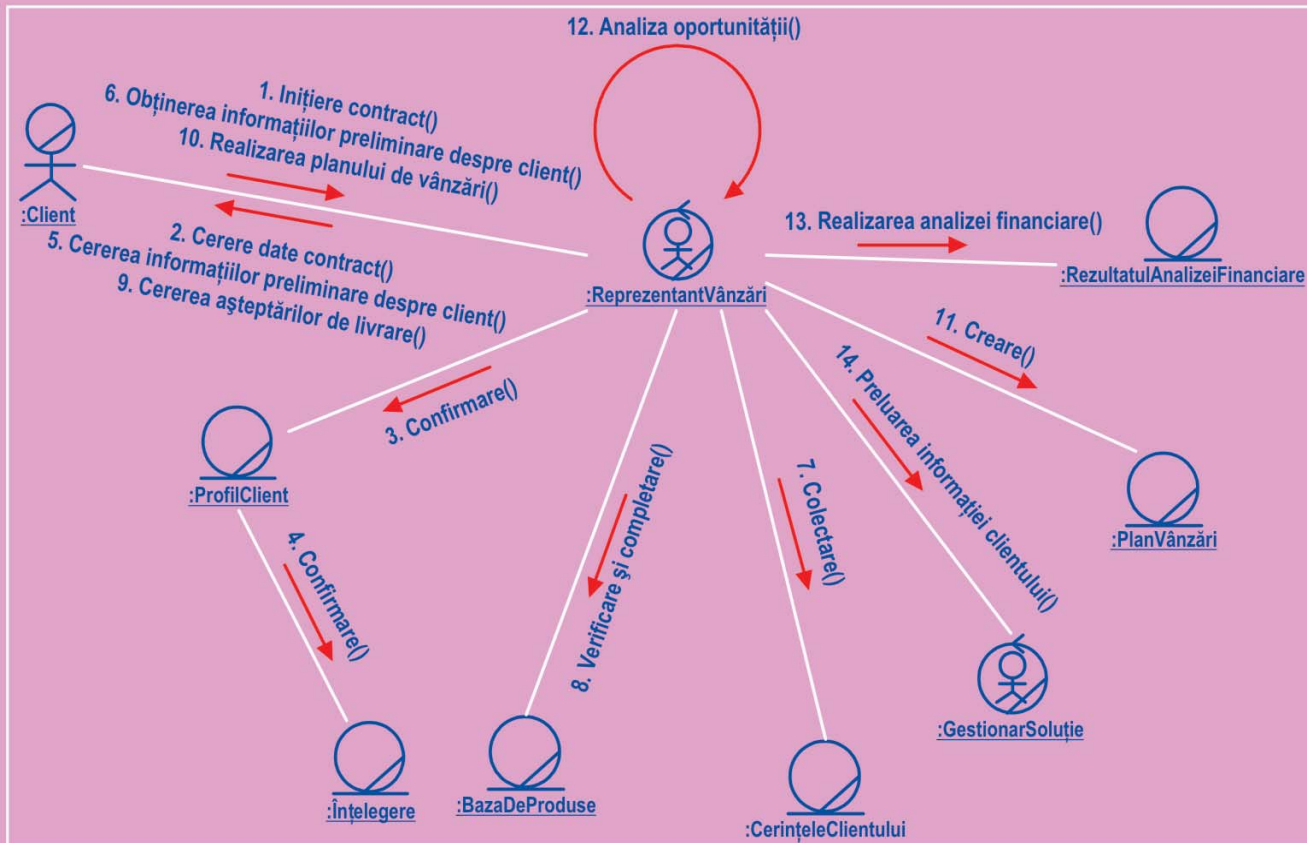 12. Analiza oportunității()
1. Inițiere contract()
6. Obținerea informațiilor preliminare despre client()
10. Realizarea planului de vânzări()
:Client
2. Cerere date contract()
5. Cererea informațiilor preliminare despre client()
9. Cererea aşteptărilor de livrare()
:ReprezentantVânzări
13. Realizarea analizei financiare()
:RezultatulAnalizeiFinanciare
11. Creare()
14. Preluarea informației clientului()
3. Confirmare()
:ProfilClient
4. Confirmare()
8. Verificare şi completare()
7. Colectare()
:PlanVânzări
:GestionarSoluție
:Înțelegere
:BazaDeProduse
:CerințeleClientului